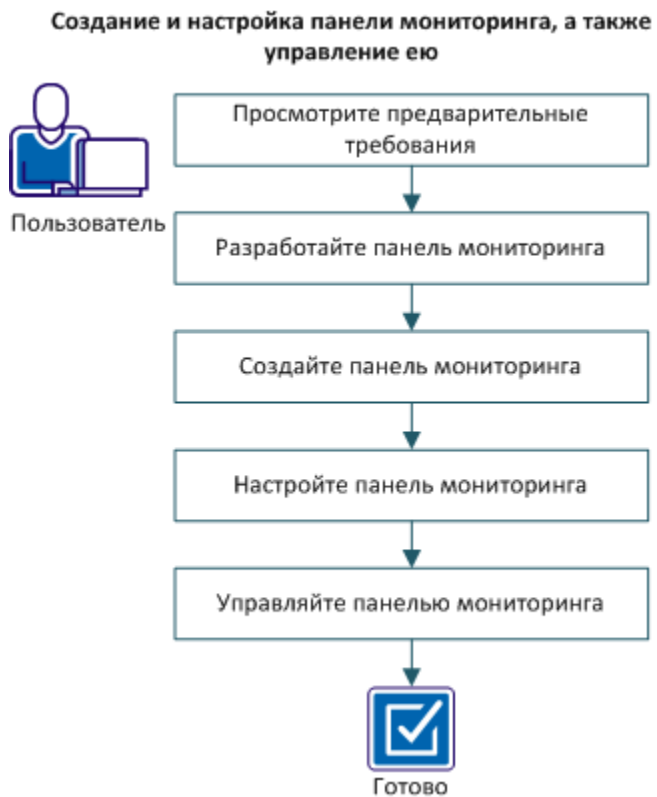 Создание и настройка панели мониторинга, а также
управление ею
Просмотрите предварительные
требования
Пользователь
Разработайте панель мониторинга
Создайте панель мониторинга
Настройте панель мониторинга
Управляйте панелью мониторинга
Готово